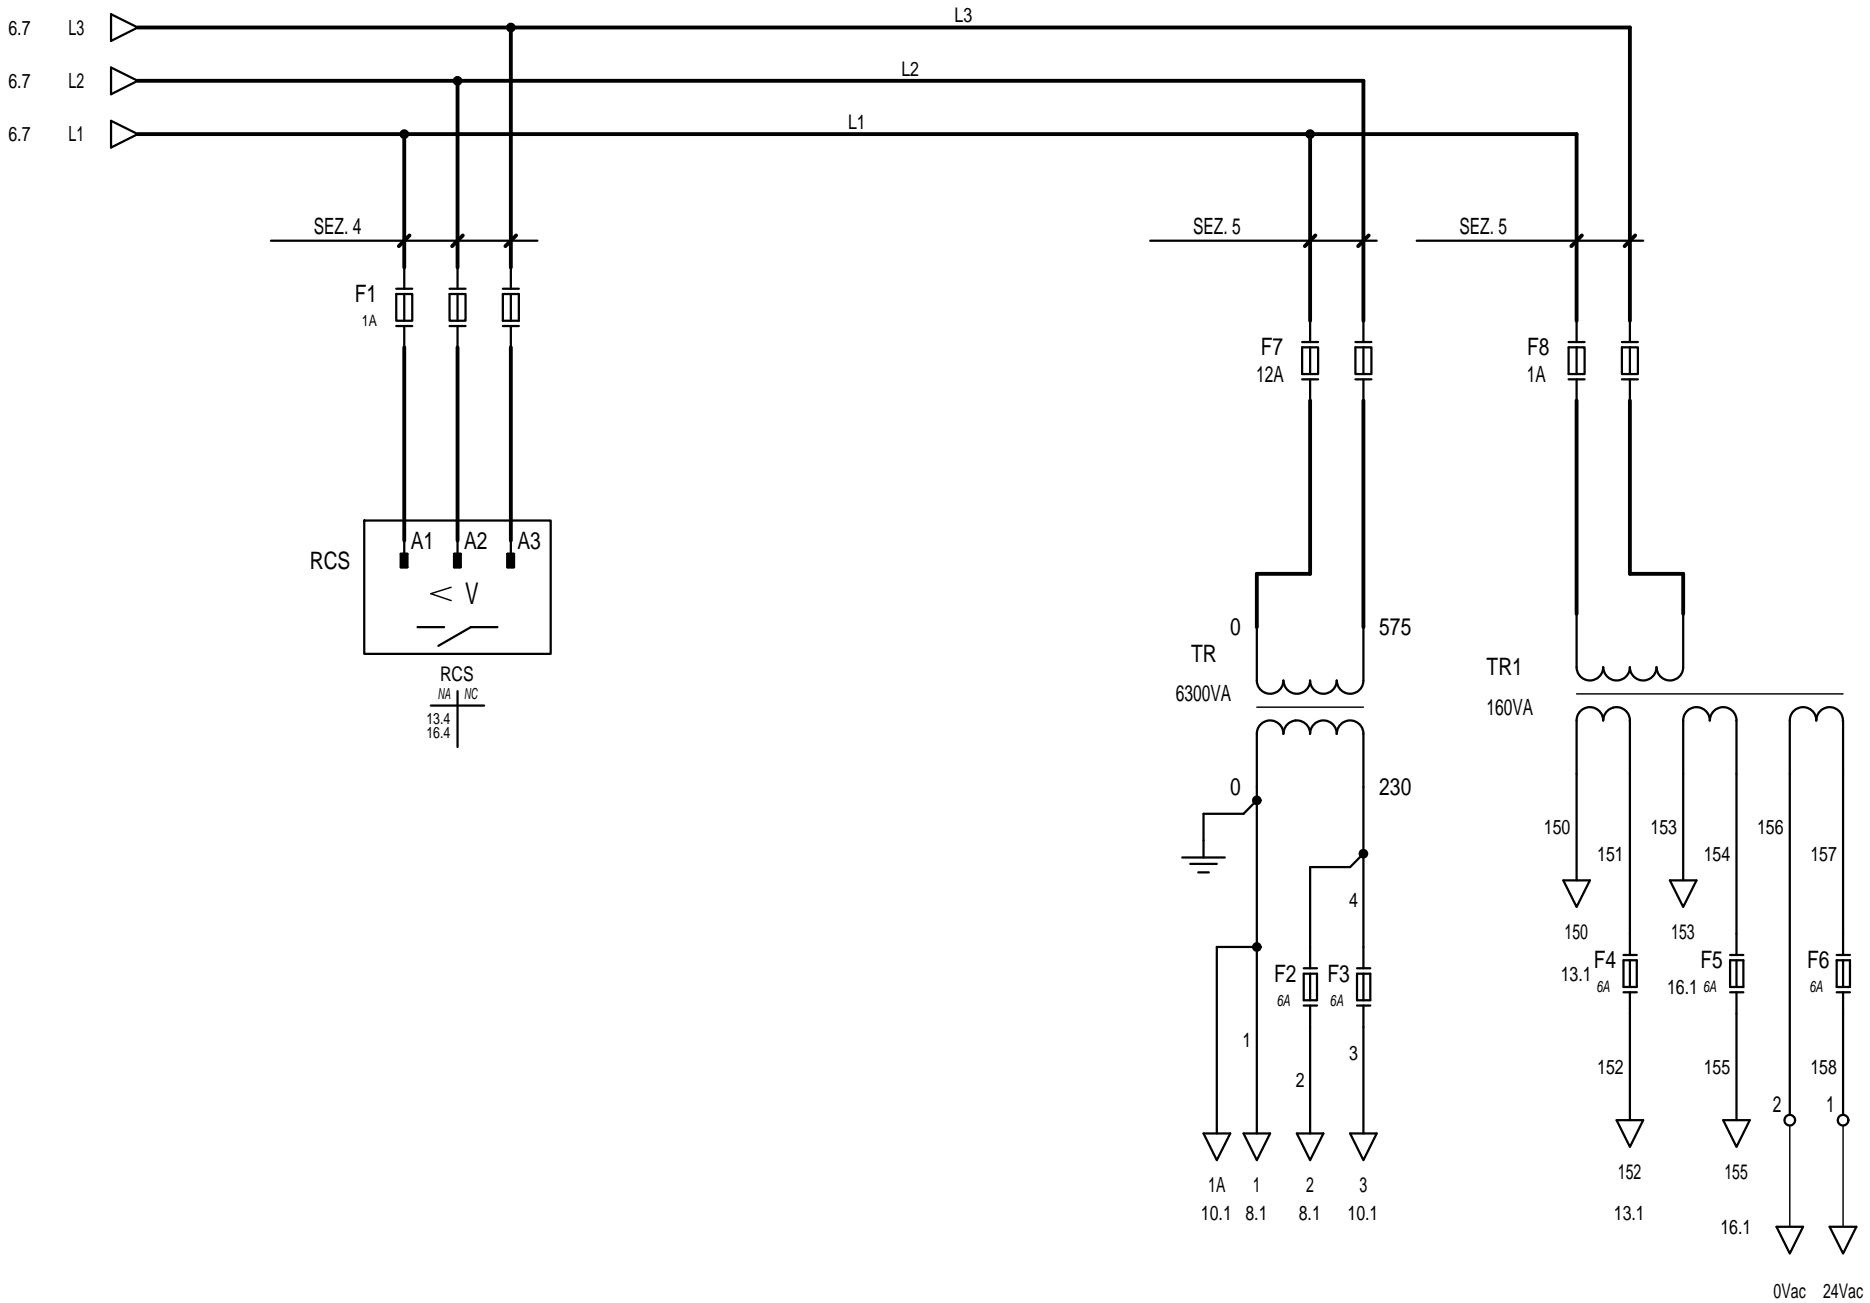 L3
6.7 L3
L2
6.7 L2
L1
6.7 L1
SEZ. 4
SEZ. 5
SEZ. 5
F1
1A
F7
12A
F8
1A
A1 A2 A3
RCS
< V
RCS
NA NC
13.4
16.4
0
575
TR
6300VA
TR1
160VA
0
230
150
151
153
154
156
157
4
150
13.1
153
16.1
F2
6A
F3
6A
F4
6A
F5
6A
F6
6A
1
2
3
152
155
158
2
1
1A
10.1
1
8.1
2
8.1
3
10.1
152
13.1
155
16.1
0Vac
24Vac